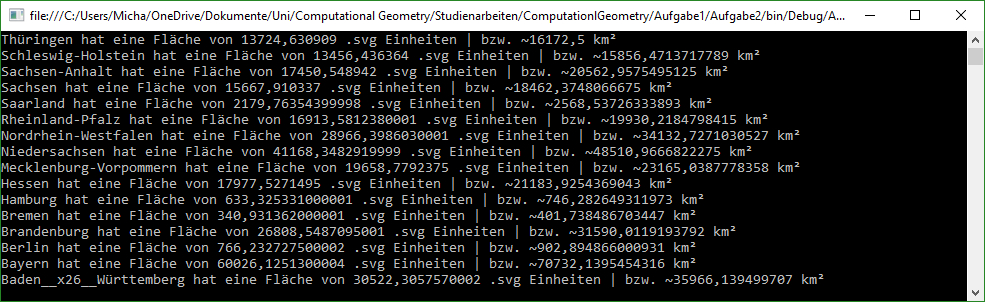 file:///C:/Users/Micha/OneDrive/Dokumente/Uni/Computational Geometry/Studienarbeiten/ComputationlGeometry/Aufgabe1/Aufgabe2/bin/Debug/A...
Thüringen hat eine Fläche von 13724,630909 .svg Einheiten | bzw. ~16172,5 km²
Schleswig-Holstein hat eine Fläche von 13456,436364 .svg Einheiten | bzw. ~15856,4713717789 km²
Sachsen-Anhalt hat eine Fläche von 17450,548942 .svg Einheiten | bzw. ~20562,9575495125 km²
Sachsen hat eine Fläche von 15667,910337 .svg Einheiten | bzw. ~18462,3748066675 km²
Saarland hat eine Fläche von 2179,76354399998 .svg Einheiten | bzw. ~2568,53726333893 km²
Rheinland-Pfalz hat eine Fläche von 16913,5812380001 .svg Einheiten | bzw. ~19930,2184798415 km²
Nordrhein-Westfalen hat eine Fläche von 28966,3986030001 .svg Einheiten | bzw. ~34132,7271030527 km²
Niedersachsen hat eine Fläche von 41168,3482919999 .svg Einheiten | bzw. ~48510,9666822275 km²
Mecklenburg-Vorpommern hat eine Fläche von 19658,7792375 .svg Einheiten | bzw. ~23165,0387778358 km²
Hessen hat eine Fläche von 17977,5271495 .svg Einheiten | bzw. ~21183,9254369043 km²
Hamburg hat eine Fläche von 633,325331000001 .svg Einheiten | bzw. ~746,282649311973 km²
Bremen hat eine Fläche von 340,931362000001 .svg Einheiten | bzw. ~401,738486703447 km²
Brandenburg hat eine Fläche von 26808,5487095001 .svg Einheiten | bzw. ~31590,0119193792 km²
Berlin hat eine Fläche von 766,232727500002 .svg Einheiten | bzw. ~902,894866000931 km²
Bayern hat eine Fläche von 60026,1251300004 .svg Einheiten | bzw. ~70732,1395454316 km²
Baden__x26__Württemberg hat eine Fläche von 30522,3057570002 .svg Einheiten | bzw. ~35966,139499707 km²